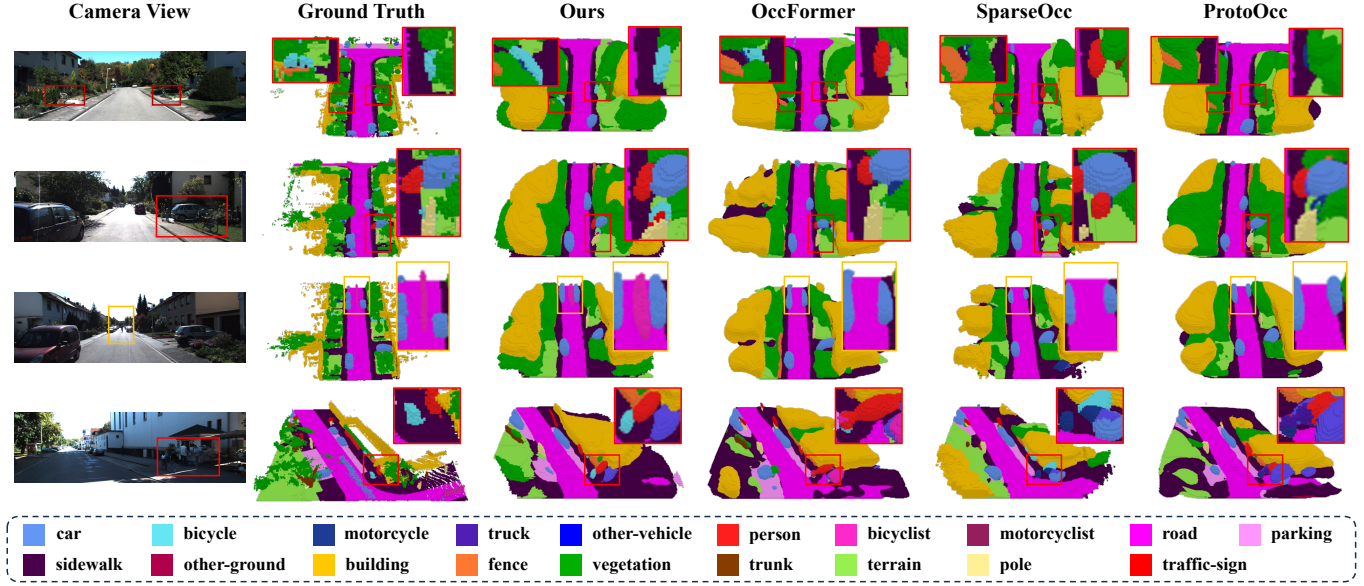 Camera View Ground Truth Ours OccFormer SparseOcc ProtoOcc
car bicycle motorcycle truck other-vehicle person bicyclist motorcyclist road parking
sidewalk other-ground building fence vegetation trunk terrain pole traffic-sign